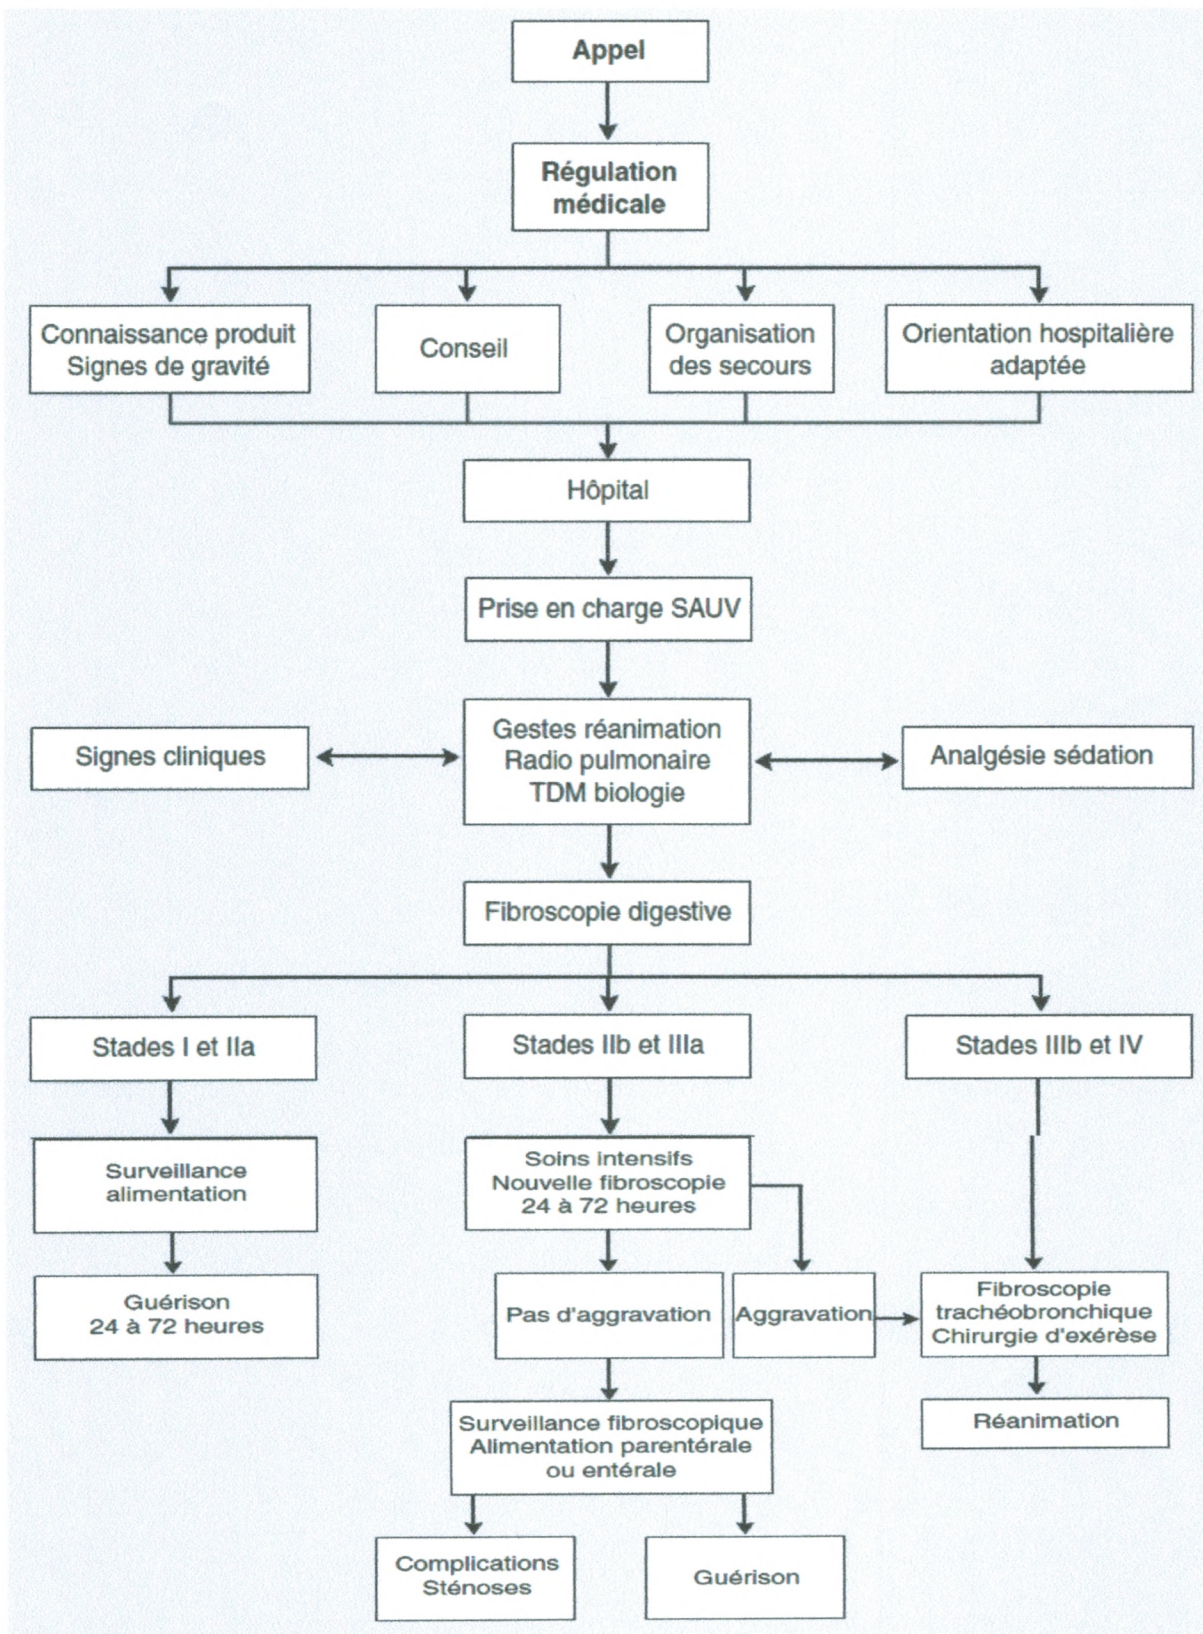 Appel
Régulation
médicale
Connaissance produit
Signes de gravité
Conseil
Organisation
des secours
Orientation hospitalière
adaptée
Hôpital
Prise en charge SAUV
Signes cliniques
Gestes réanimation
Radio pulmonaire
TDM biologie
Analgésie sédation
Fibroscopie digestive
Stades I et IIa
Stades IIb et IIIa
Stades IIIb et IV
Surveillance
alimentation
Soins intensifs
Nouvelle fibroscopie
24 à 72 heures
Guérison
24 à 72 heures
Pas d'aggravation
Aggravation
Fibroscopie
trachéobronchique
Chirurgie d'exérèse
Surveillance fibroscopique
Alimentation parentérale
ou entérale
Réanimation
Complications
Sténoses
Guérison